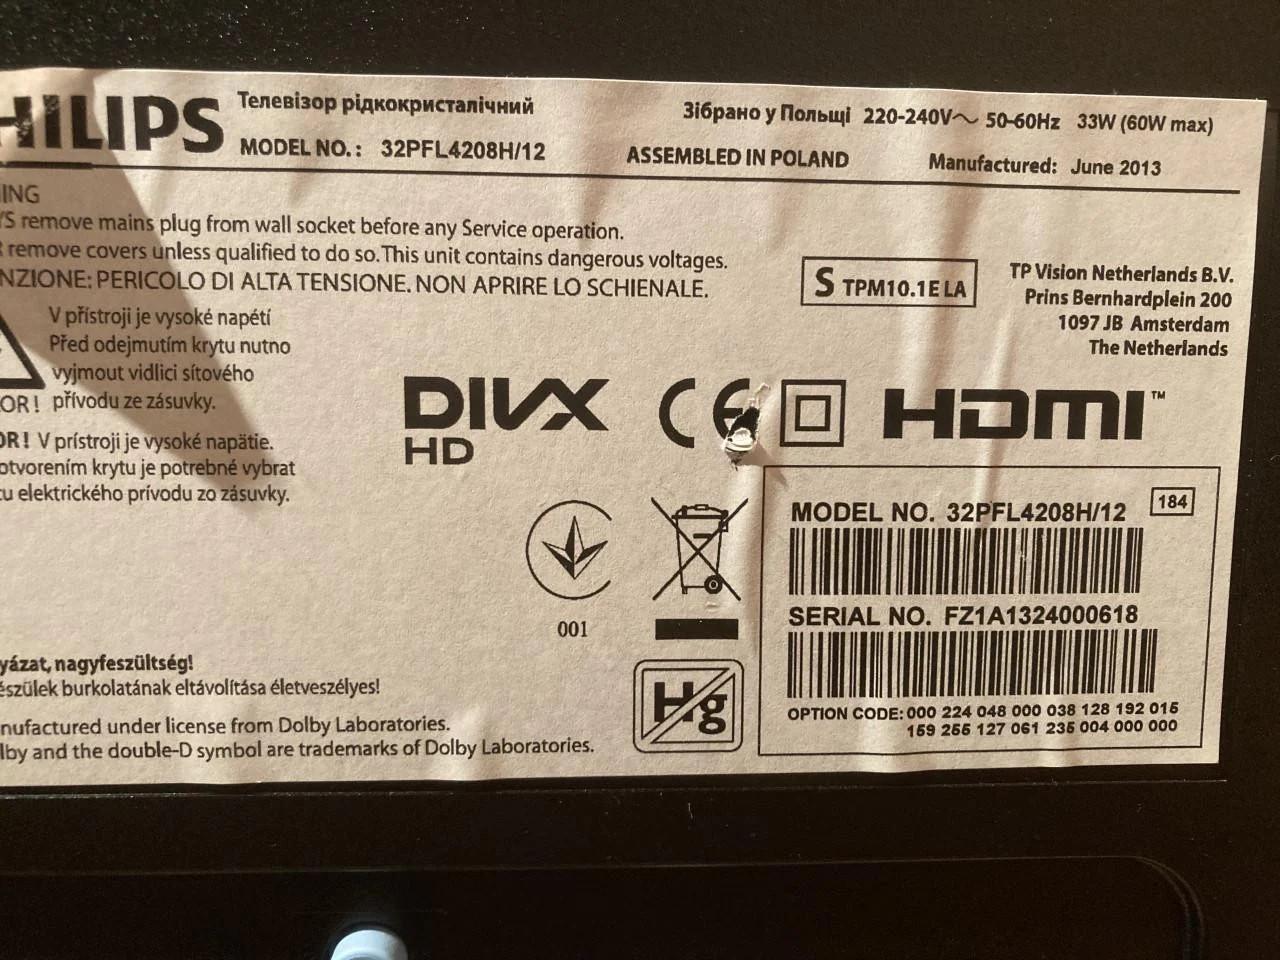 PHILIPS
Телевізор рідкокристалічний
MODEL NO.: 32PFL4208H/12
Зібрано у Польщі 220-240V~ 50-60Hz 33W (60W max)
ASSEMBLED IN POLAND Manufactured: June 2013
ING
'S remove mains plug from wall socket before any Service operation.
remove covers unless qualified to do so. This unit contains dangerous voltages.
NZIONE: PERICOLO DI ALTA TENSIONE. NON APRIRE LO SCHIENALE.
V přístroji je vysoké napětí
Před odejmutím krytu nutno
vyjmout vidlici sítového
OR! přívodu ze zásuvky.
OR! V prístroji je vysoké napätie.
otvorením krytu je potrebné vybrat
u elektrického prívodu zo zásuvky.
S TPM10.1E LA
TP Vision Netherlands B.V.
Prins Bernhardplein 200
1097 JB Amsterdam
The Netherlands
DIVX
HD
CE
HDMI™
001
Hg
MODEL NO. 32PFL4208H/12 184
SERIAL NO. FZ1A1324000618
OPTION CODE: 000 224 048 000 038 128 192 015
159 255 127 061 235 004 000 000
yázat, nagyfeszültség!
észülek burkolatának eltávolítása életveszélyes!
nufactured under license from Dolby Laboratories.
lby and the double-D symbol are trademarks of Dolby Laboratories.